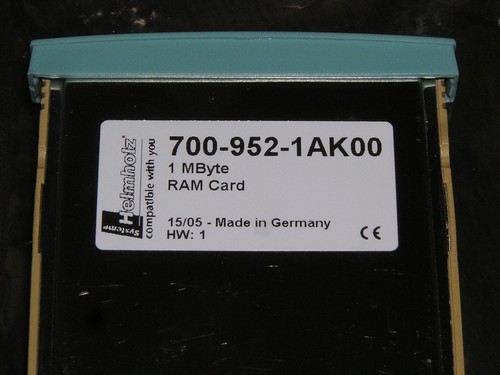 700-952-1AK00
1 MByte
RAM Card
15/05 - Made in Germany
HW: 1
CE
Systeme Helmholz
compatible with you